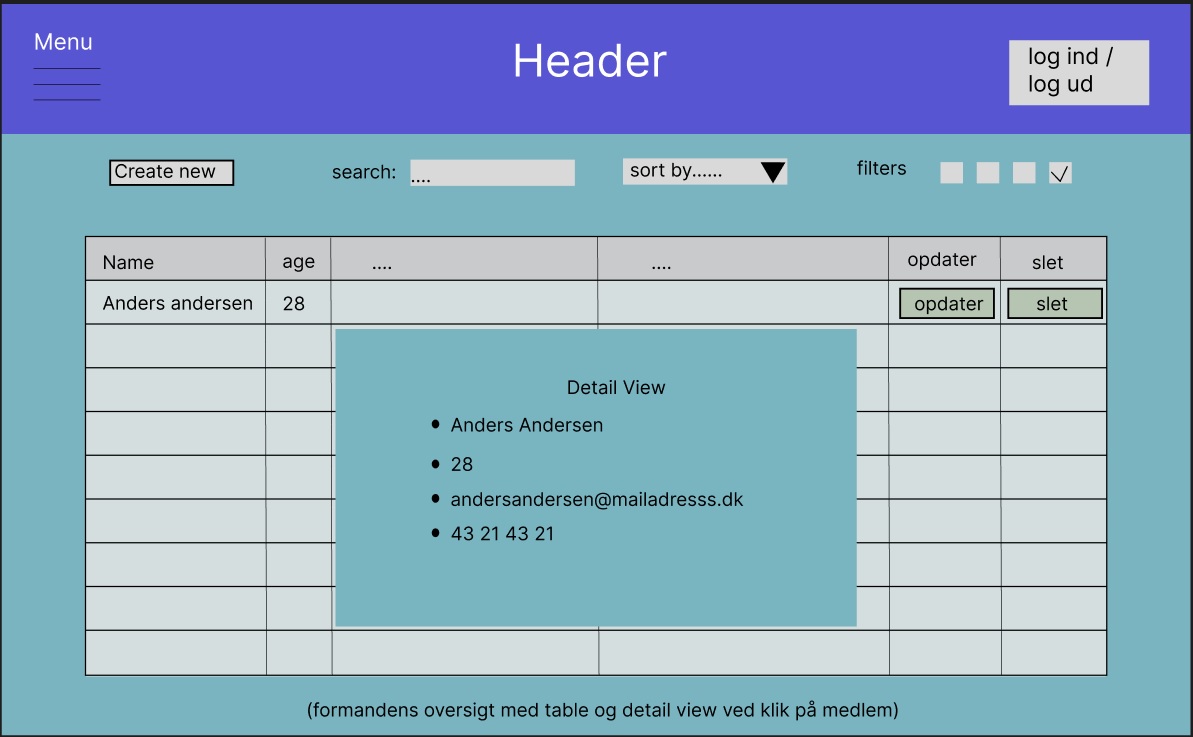 Menu
Header
log ind /
log ud
Create new
search:
....
sort by......
filters
Name age .... .... opdater slet
Anders andersen 28 opdater slet
Detail View
• Anders Andersen
• 28
• andersandersen@mailadresss.dk
• 43 21 43 21
(formandens oversigt med table og detail view ved klik på medlem)